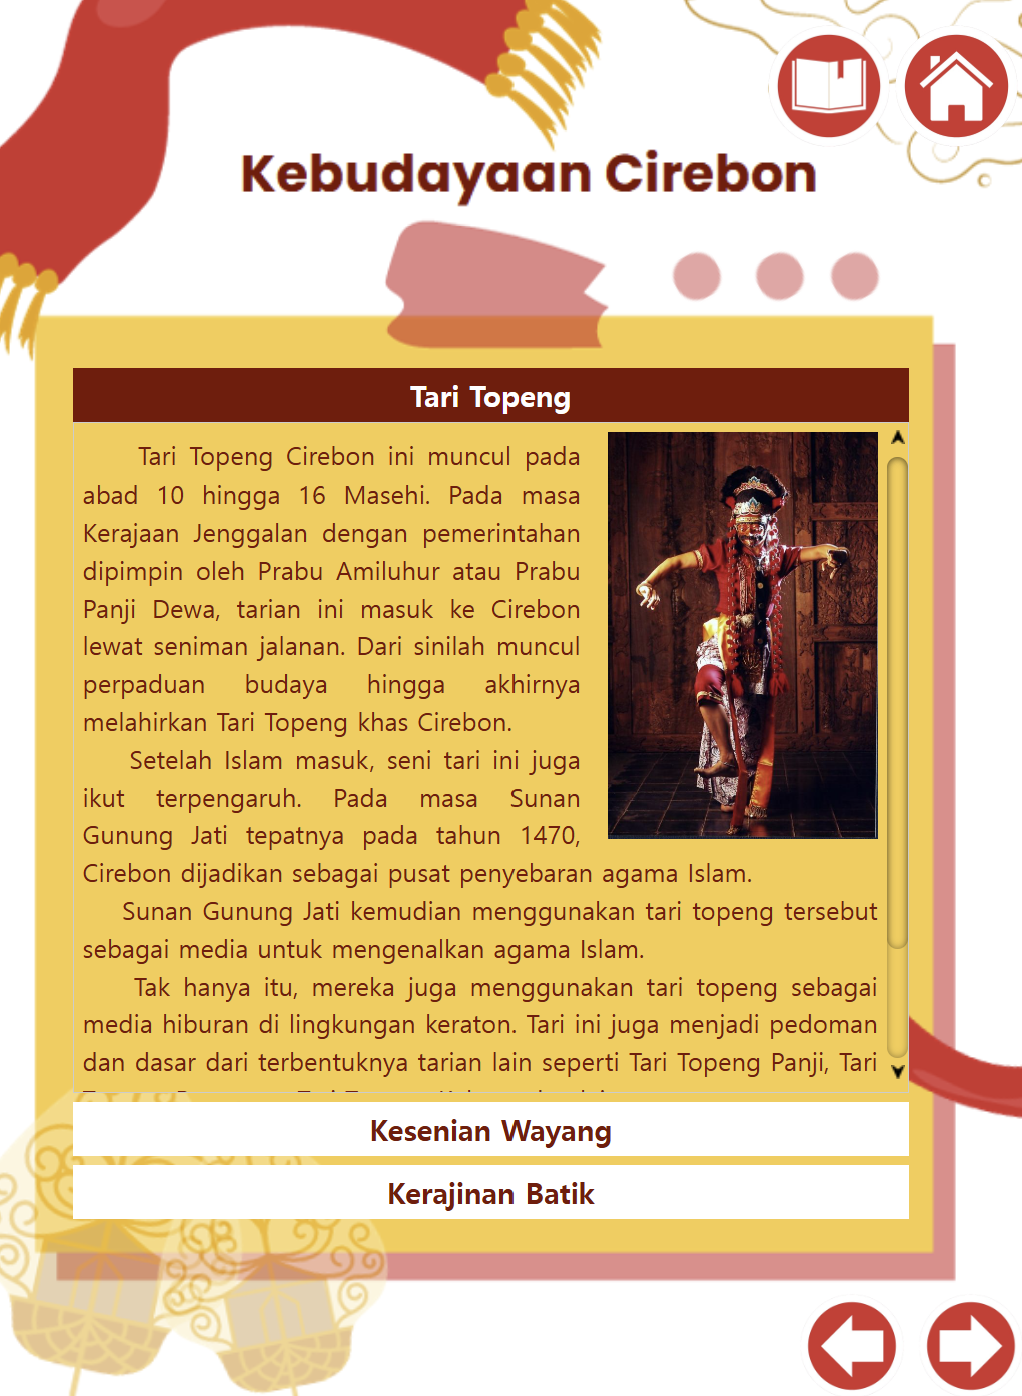 Kebudayaan Cirebon
Tari Topeng
Tari Topeng Cirebon ini muncul pada
abad 10 hingga 16 Masehi. Pada masa
Kerajaan Jenggalan dengan pemerintahan
dipimpin oleh Prabu Amiluhur atau Prabu
Panji Dewa, tarian ini masuk ke Cirebon
lewat seniman jalanan. Dari sinilah muncul
perpaduan budaya hingga akhirnya
melahirkan Tari Topeng khas Cirebon.
Setelah Islam masuk, seni tari ini juga
ikut terpengaruh. Pada masa Sunan
Gunung Jati tepatnya pada tahun 1470,
Cirebon dijadikan sebagai pusat penyebaran agama Islam.
Sunan Gunung Jati kemudian menggunakan tari topeng tersebut
sebagai media untuk mengenalkan agama Islam.
Tak hanya itu, mereka juga menggunakan tari topeng sebagai
media hiburan di lingkungan keraton. Tari ini juga menjadi pedoman
dan dasar dari terbentuknya tarian lain seperti Tari Topeng Panji, Tari
Kesenian Wayang
Kerajinan Batik